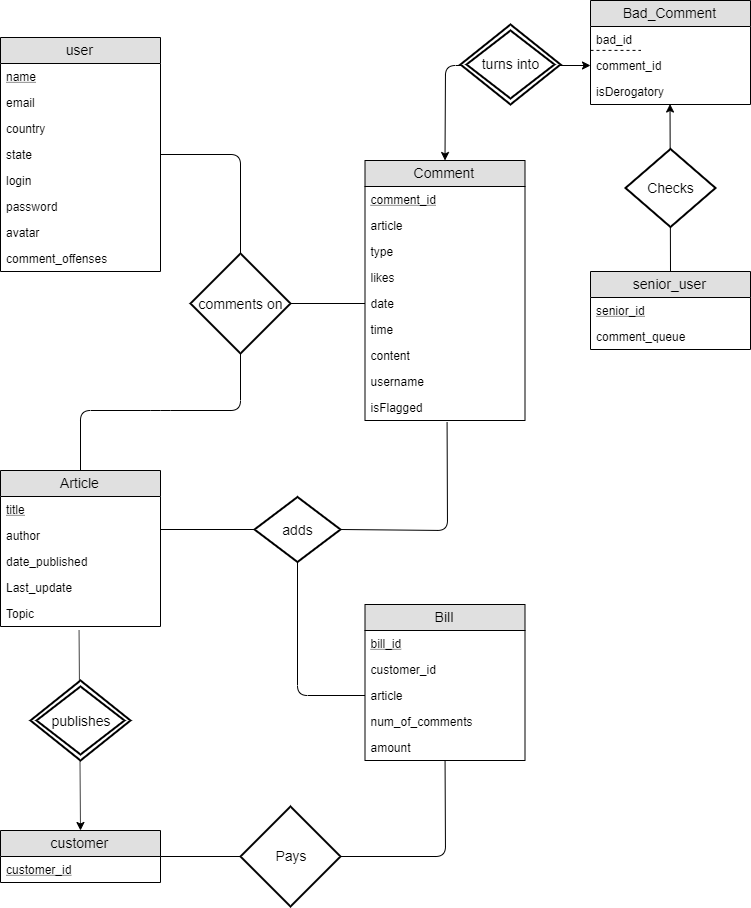 user
name
email
country
state
login
password
avatar
comment_offenses
turns into
Bad_Comment
bad_id
comment_id
isDerogatory
Comment
comment_id
article
type
likes
date
time
content
username
isFlagged
Checks
senior_user
senior_id
comment_queue
comments on
Article
title
author
date_published
Last_update
Topic
adds
Bill
bill_id
customer_id
article
num_of_comments
amount
publishes
customer
customer_id
Pays